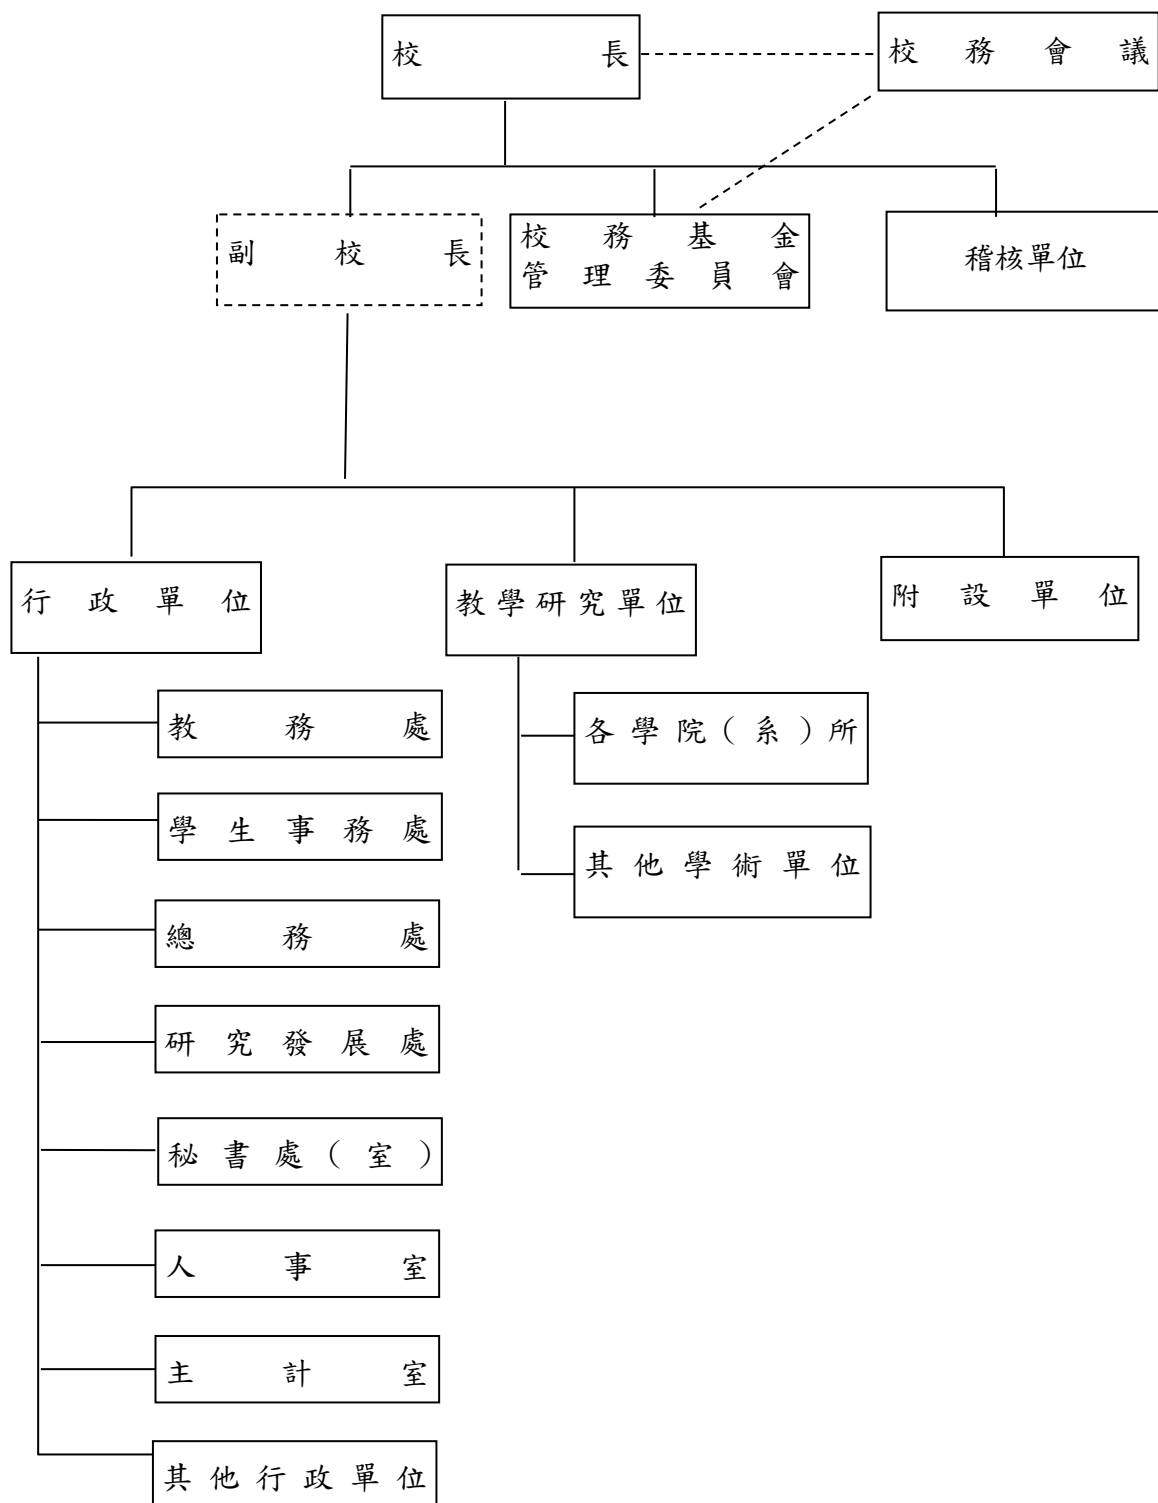 校長
校務會議
副校長
校務基金
管理委員會
稽核單位
行政單位
教學研究單位
附設單位
教務處
各學院(系)所
學生事務處
其他學術單位
總務處
研究發展處
秘書處(室)
人事室
主計室
其他行政單位